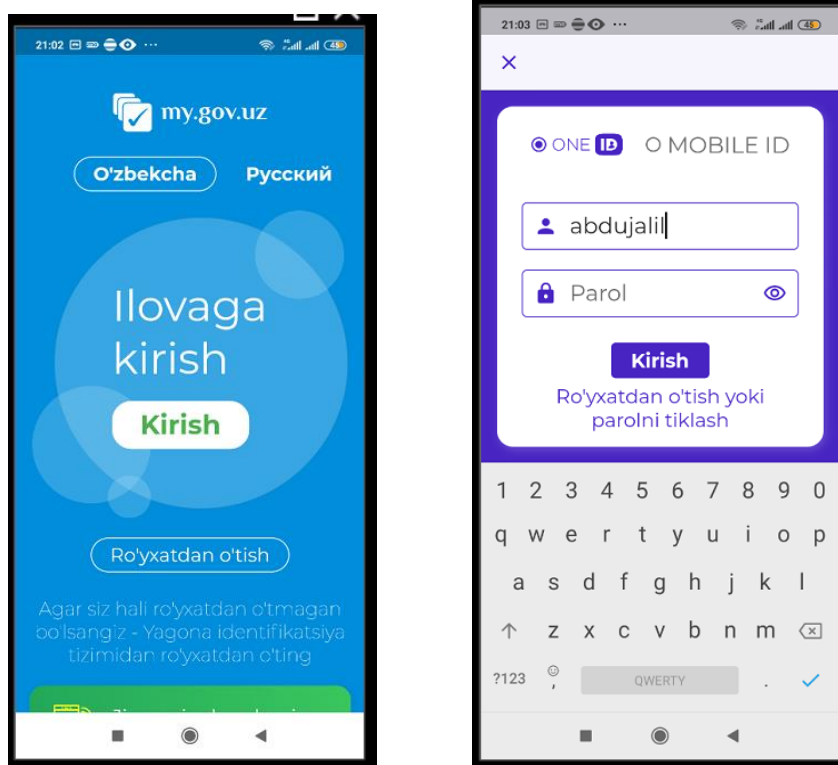 21:02
45
my.gov.uz
O'zbekcha Русский
Ilovaga
kirish
Kirish
Ro'yxatdan o'tish
Agar siz hali ro'yxatdan o'tmagan
bo'lsangiz - Yagona identifikatsiya
tizimidan ro'yxatdan o'ting
21:03
45
ONE ID MOBILE ID
abdujalil
Parol
Kirish
Ro'yxatdan o'tish yoki
parolni tiklash
1 2 3 4 5 6 7 8 9 0
q w e r t y u i o p
a s d f g h j k l
z x c v b n m
?123 , QWERTY .